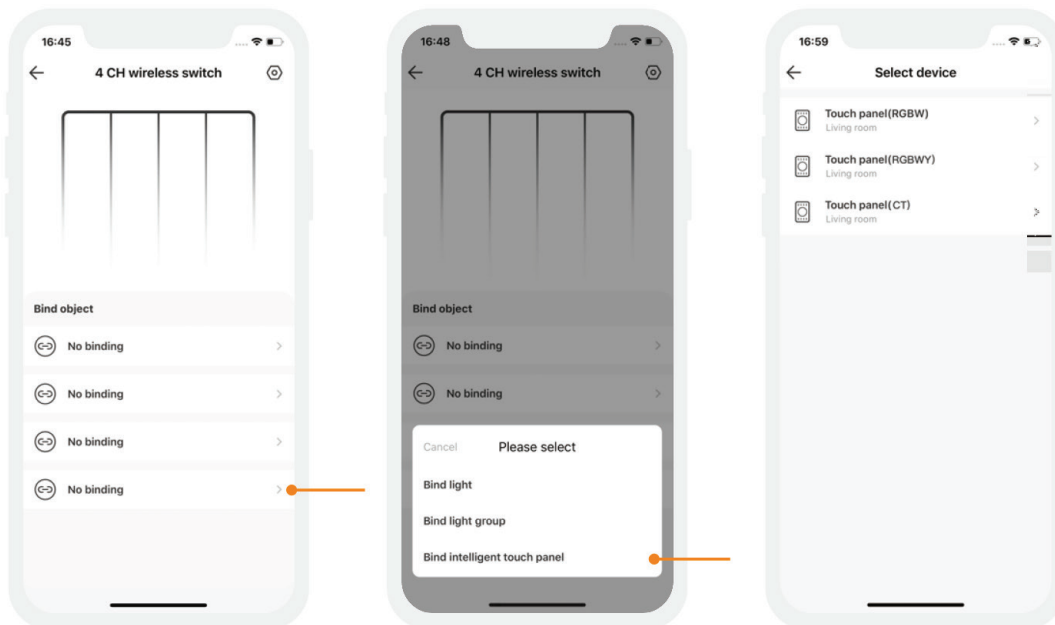 16:45
4 CH wireless switch
Bind object
No binding
No binding
No binding
No binding
16:48
4 CH wireless switch
Bind object
No binding
No binding
Cancel Please select
Bind light
Bind light group
Bind intelligent touch panel
16:59
Select device
Touch panel(RGBW)
Living room
Touch panel(RGBWY)
Living room
Touch panel(CT)
Living room